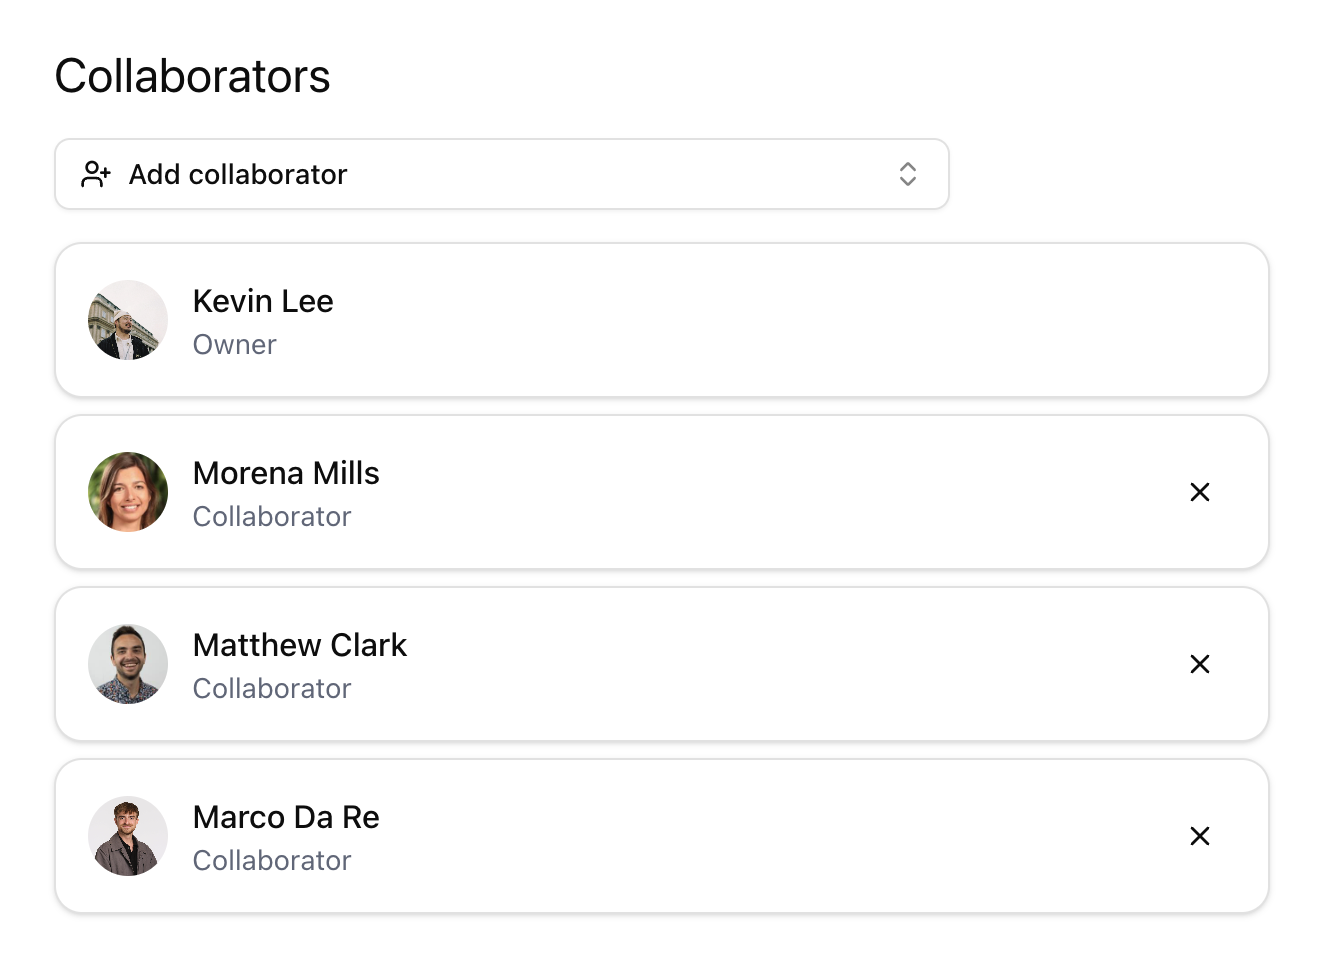 Collaborators
Add collaborator
Kevin Lee
Owner
Morena Mills
Collaborator
Matthew Clark
Collaborator
Marco Da Re
Collaborator